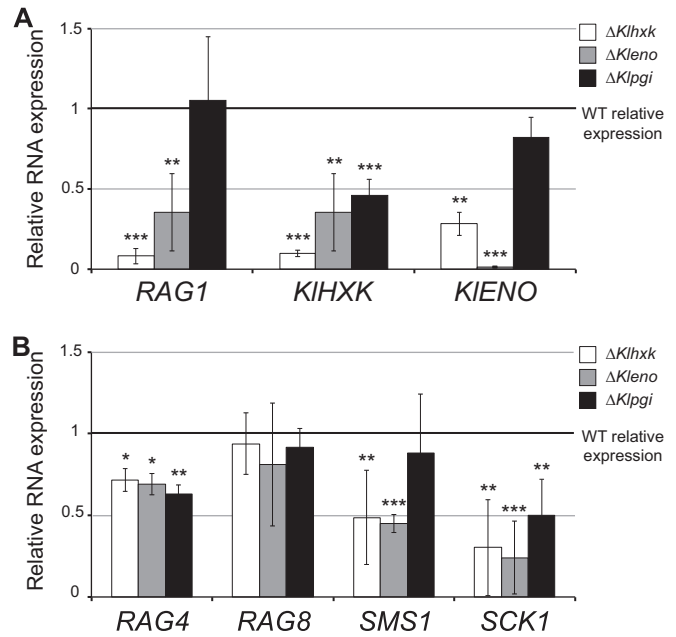 A
Relative RNA expression
1.5
1
0.5
0
***
**
**
***
***
**
***
ΔKlhxk
ΔKleno
ΔKlpgi
WT relative
expression
RAG1
KlHXK
KlENO
B
Relative RNA expression
1.5
1
0.5
0
*
*
**
**
***
**
***
**
ΔKlhxk
ΔKleno
ΔKlpgi
WT relative
expression
RAG4
RAG8
SMS1
SCK1